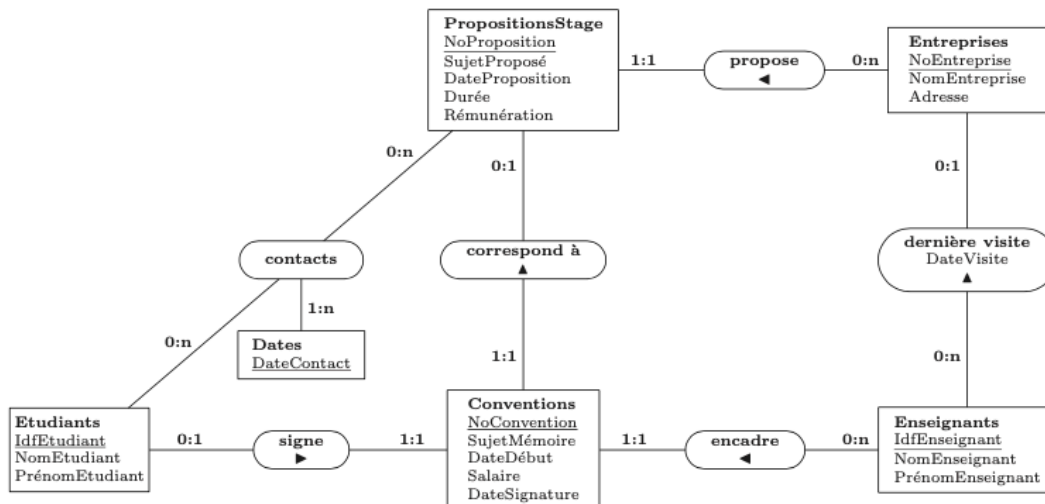 PropositionsStage
NoProposition
SujetProposé
DateProposition
Durée
Rémunération
1:1
propose
◄
0:n
Entreprises
NoEntreprise
NomEntreprise
Adresse
0:n
0:1
0:1
contacts
correspond à
▲
dernière visite
DateVisite
▲
1:n
0:n
Dates
DateContact
1:1
0:n
Etudiants
IdfEtudiant
NomEtudiant
PrénomEtudiant
0:1
signe
►
1:1
Conventions
NoConvention
SujetMémoire
DateDébut
Salaire
DateSignature
1:1
encadre
◄
0:n
Enseignants
IdfEnseignant
NomEnseignant
PrénomEnseignant